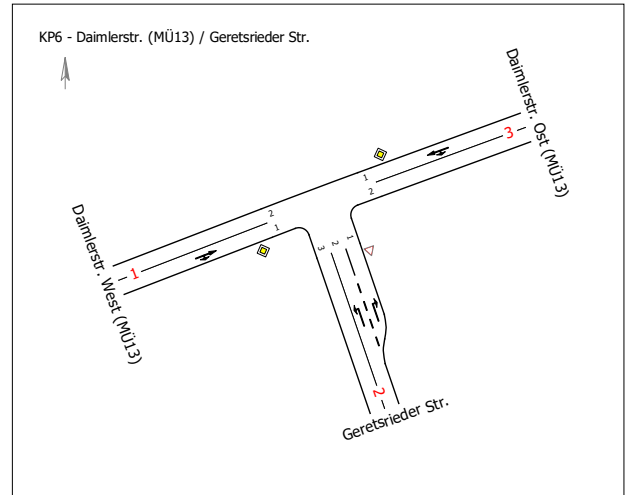 KP6 - Daimlerstr. (MÜ13) / Geretsrieder Str.
Daimlerstr. Ost (MÜ13)
3
1
2
2
1
Daimlerstr. West (MÜ13)
1
3
2
1
2
Geretsrieder Str.